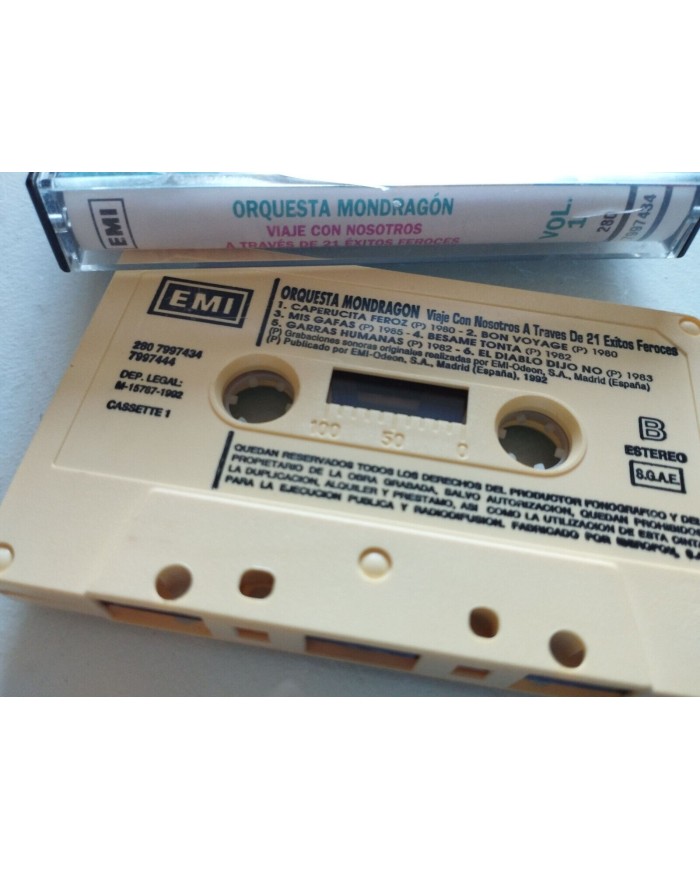 EMI
ORQUESTA MONDRAGÓN
VIAJE CON NOSOTROS
A TRAVÉS DE 21 ÉXITOS FEROCES
VOL. 1
280
7997434
EMI
280 7997434
7997444
DEP. LEGAL:
M-15787-1992
CASSETTE 1
ORQUESTA MONDRAGON Viaje Con Nosotros A Traves De 21 Exitos Feroces
1. CAPERUCITA FEROZ (P) 1980 - 2. BON VOYAGE (P) 1980
3. MIS GAFAS (P) 1985 - 4. BESAME TONTA (P) 1982
5. GARRAS HUMANAS (P) 1982 - 6. EL DIABLO DIJO NO (P) 1983
(P) Grabaciones sonoras originales realizadas por EMI-Odeon, S.A., Madrid (España)
(P) Publicado por EMI-Odeon, S.A., Madrid (España), 1992
100 50 0
B
ESTEREO
S.G.A.E.
QUEDAN RESERVADOS TODOS LOS DERECHOS DEL PRODUCTOR FONOGRAFICO Y DEL
PROPIETARIO DE LA OBRA GRABADA, SALVO AUTORIZACION, QUEDAN PROHIBIDOS
LA DUPLICACION, ALQUILER Y PRESTAMO, ASI COMO LA UTILIZACION DE ESTA CINTA
PARA LA EJECUCION PUBLICA Y RADIODIFUSION. FABRICADO POR IBEROFON, S.A.